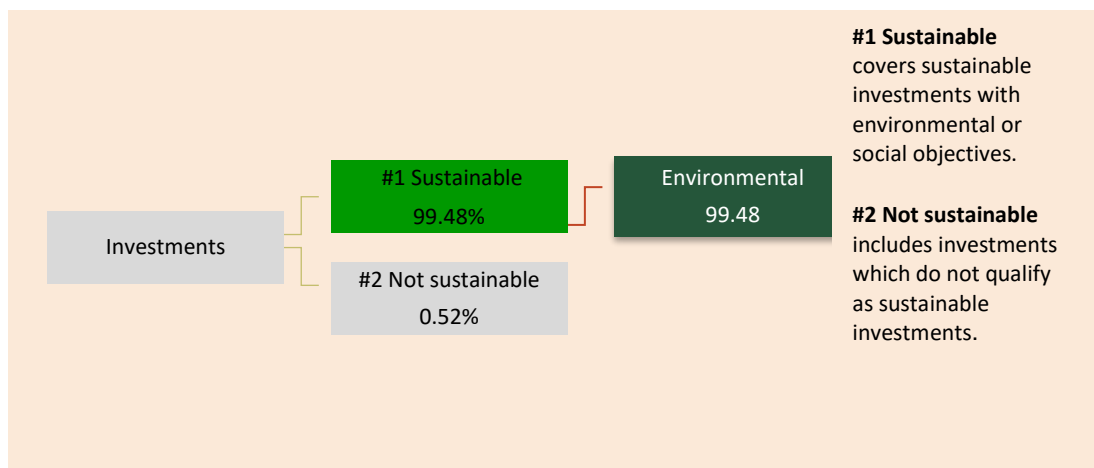 Investments
#1 Sustainable
99.48%
#2 Not sustainable
0.52%
Environmental
99.48
#1 Sustainable
covers sustainable
investments with
environmental or
social objectives.
#2 Not sustainable
includes investments
which do not qualify
as sustainable
investments.